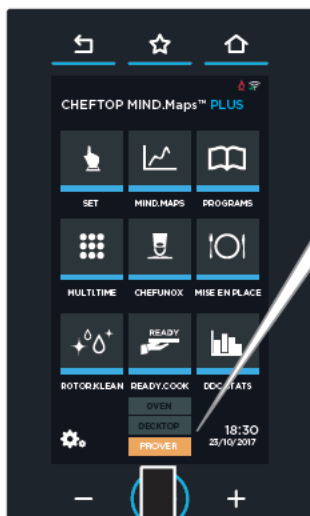 CHEFTOP MIND.Maps™ PLUS
SET MIND.MAPS PROGRAMS
MULTI.TIME CHEFUNOX MISE EN PLACE
READY
ROTOR.KLEAN READY.COOK DDC.STATS
OVEN
DECKTOP
PROVER
18:30
23/10/2017